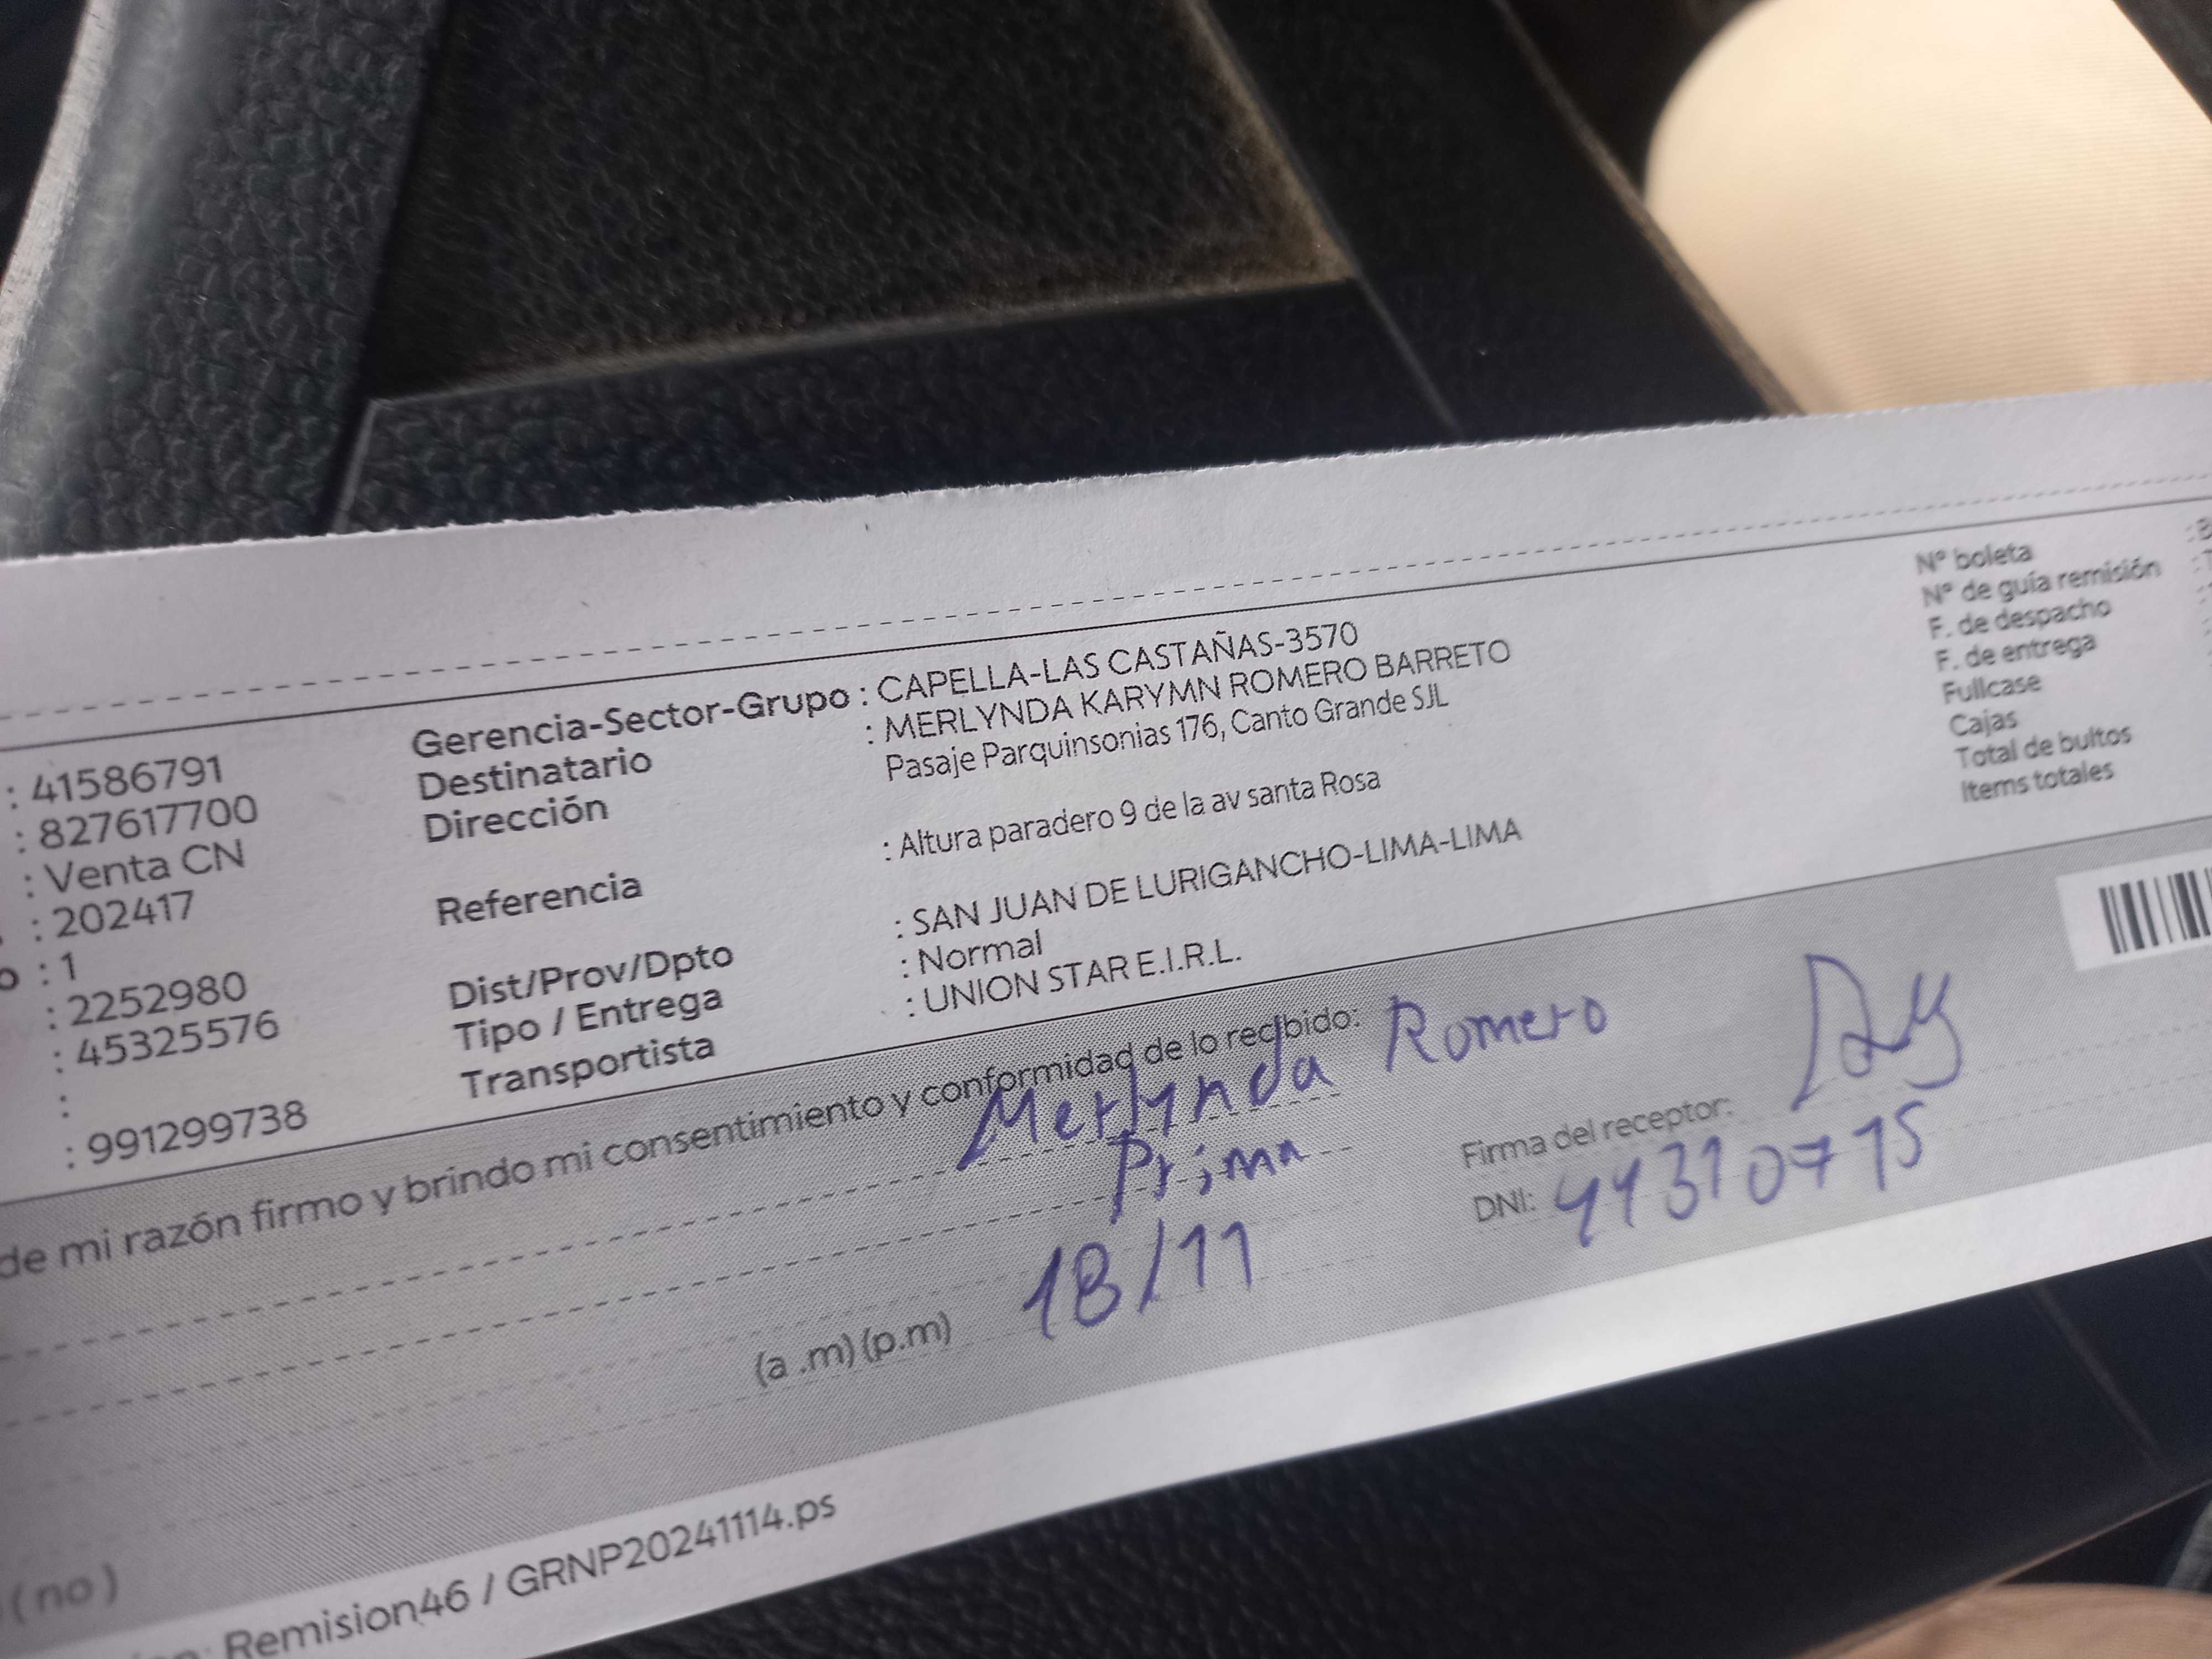 : 41586791
: 827617700
: Venta CN
: 202417
o : 1
: 2252980
: 45325576
:
: 991299738
Gerencia-Sector-Grupo : CAPELLA-LAS CASTAÑAS-3570
Destinatario : MERLYNDA KARYMN ROMERO BARRETO
Dirección Pasaje Parquinsonias 176, Canto Grande SJL
Referencia : Altura paradero 9 de la av santa Rosa
Dist/Prov/Dpto : SAN JUAN DE LURIGANCHO-LIMA-LIMA
Tipo / Entrega : Normal
Transportista : UNION STAR E.I.R.L.
N° boleta
N° de guía remisión
F. de despacho
F. de entrega
Fullcase
Cajas
Total de bultos
Items totales
de mi razón firmo y brindo mi consentimiento y conformidad de lo recibido:
Merlynda Romero
Prima
Firma del receptor:
DNI: 44310715
(a .m) (p.m) 18/11
( no )
Remision46 / GRNP20241114.ps